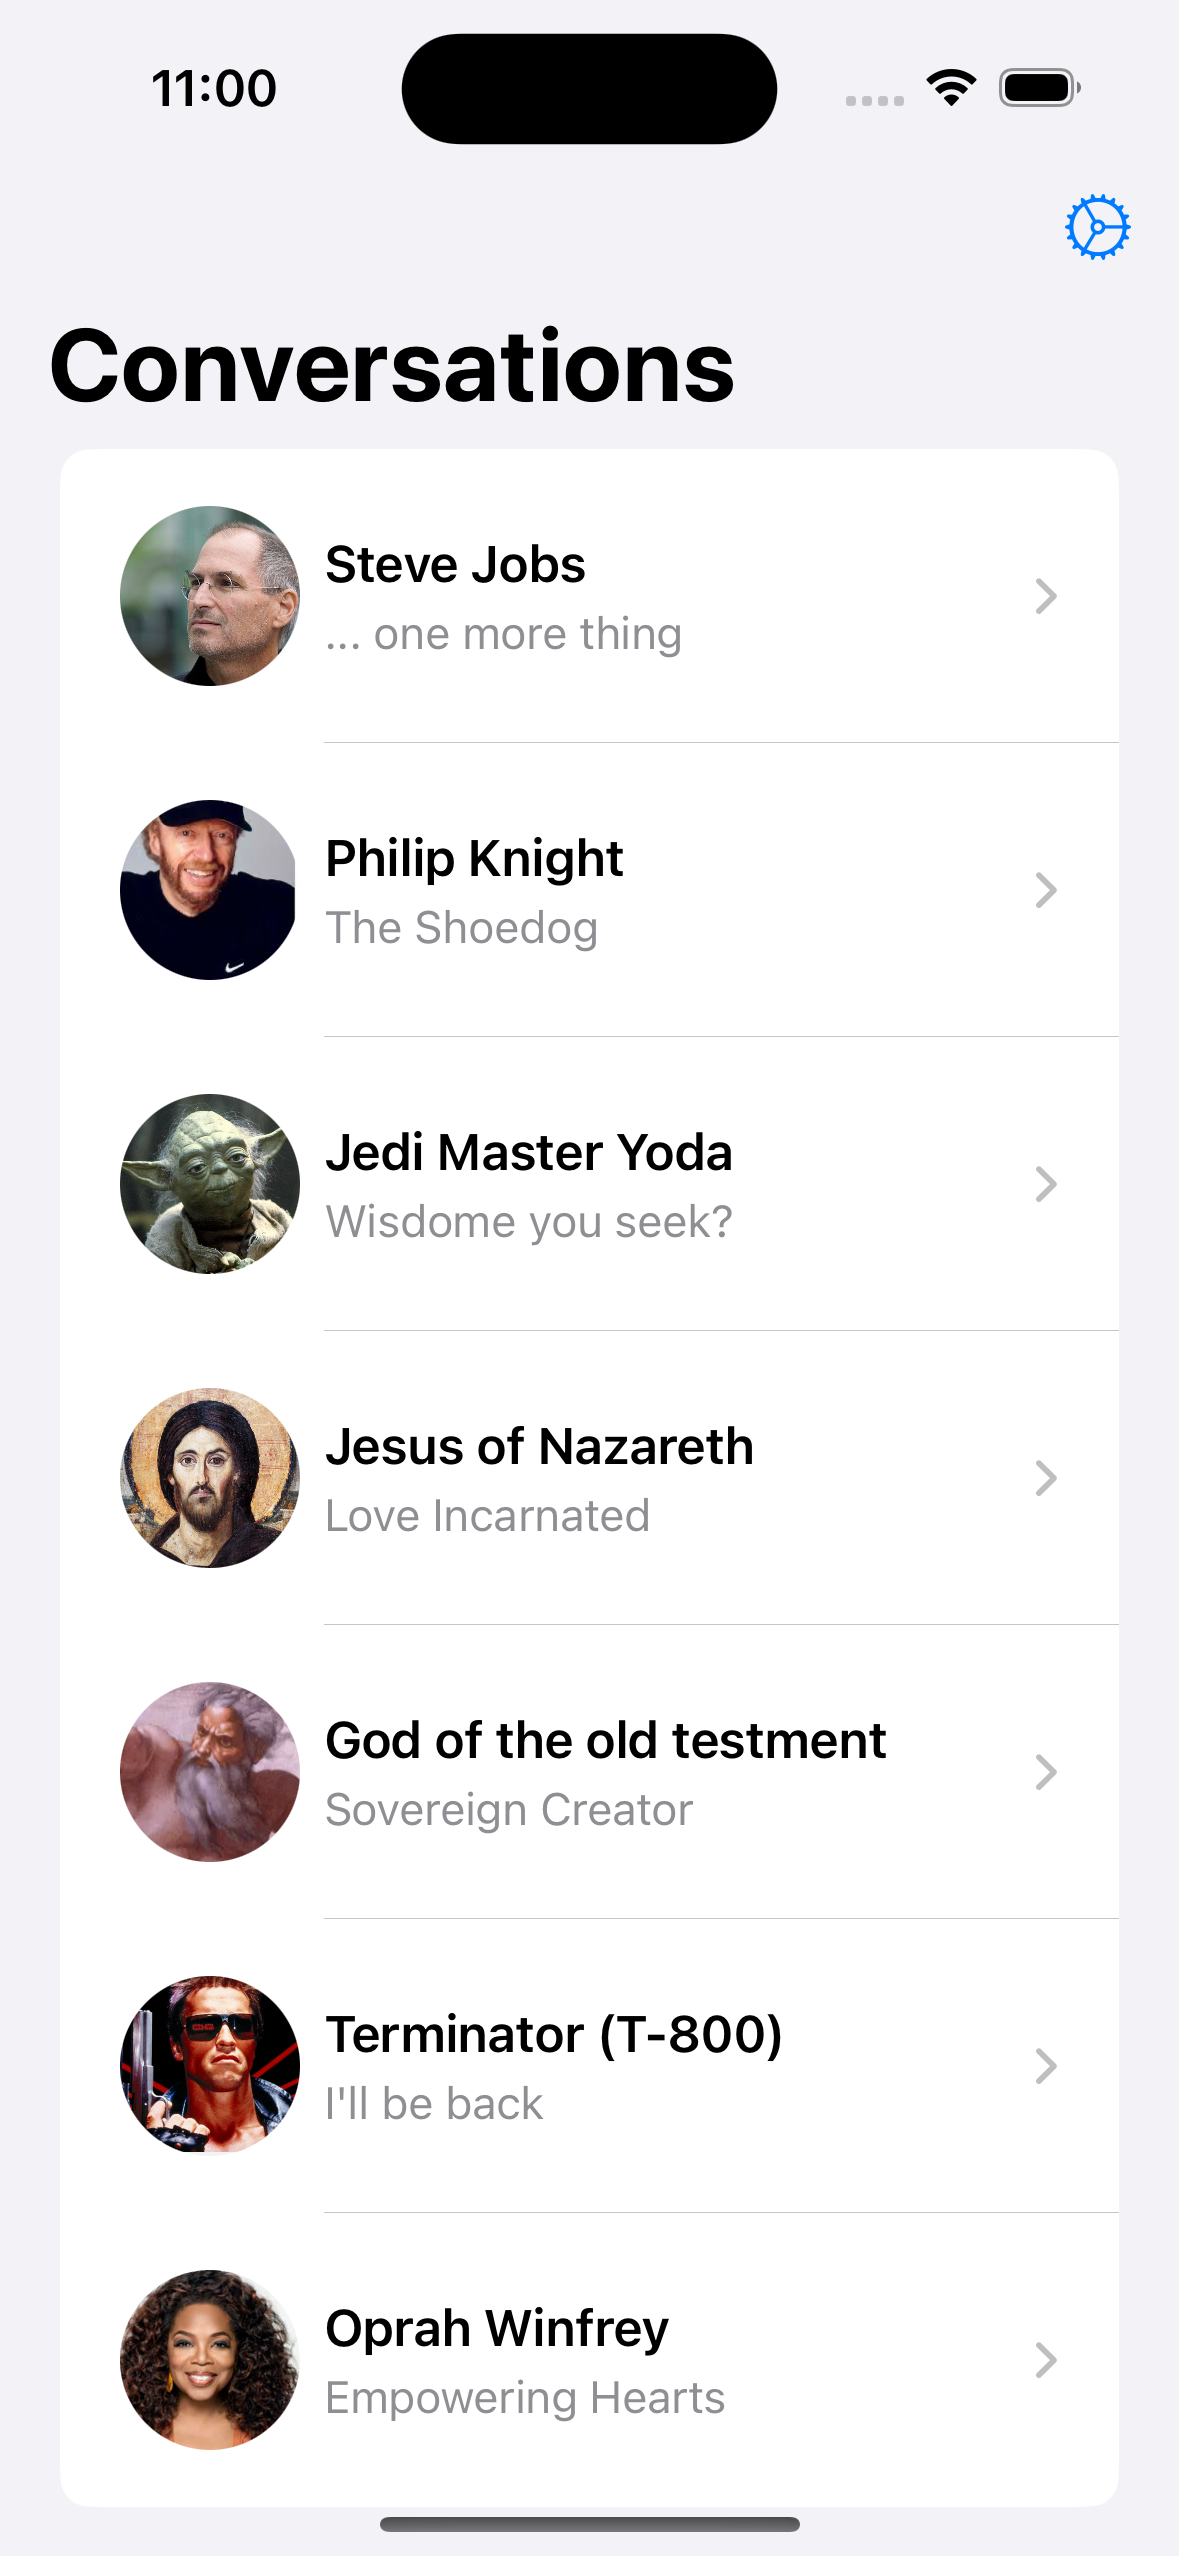 11:00
Conversations
Steve Jobs
... one more thing
Philip Knight
The Shoedog
Jedi Master Yoda
Wisdome you seek?
Jesus of Nazareth
Love Incarnated
God of the old testment
Sovereign Creator
Terminator (T-800)
I'll be back
Oprah Winfrey
Empowering Hearts